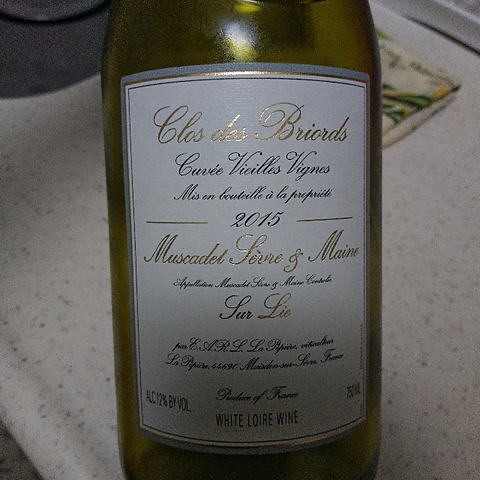 Clos des Briords
Cuvée Vieilles Vignes
Mis en bouteille à la propriété
2015
Muscadet Sèvre & Maine
Appellation Muscadet Sèvre & Maine Controlée
Sur Lie
par E.A.R.L. La Pépière, viticulteur
La Pépière, 44690 Maisdon-sur-Sèvre, France
ALC 12% BY VOL. Produce of France 750 ML
WHITE LOIRE WINE